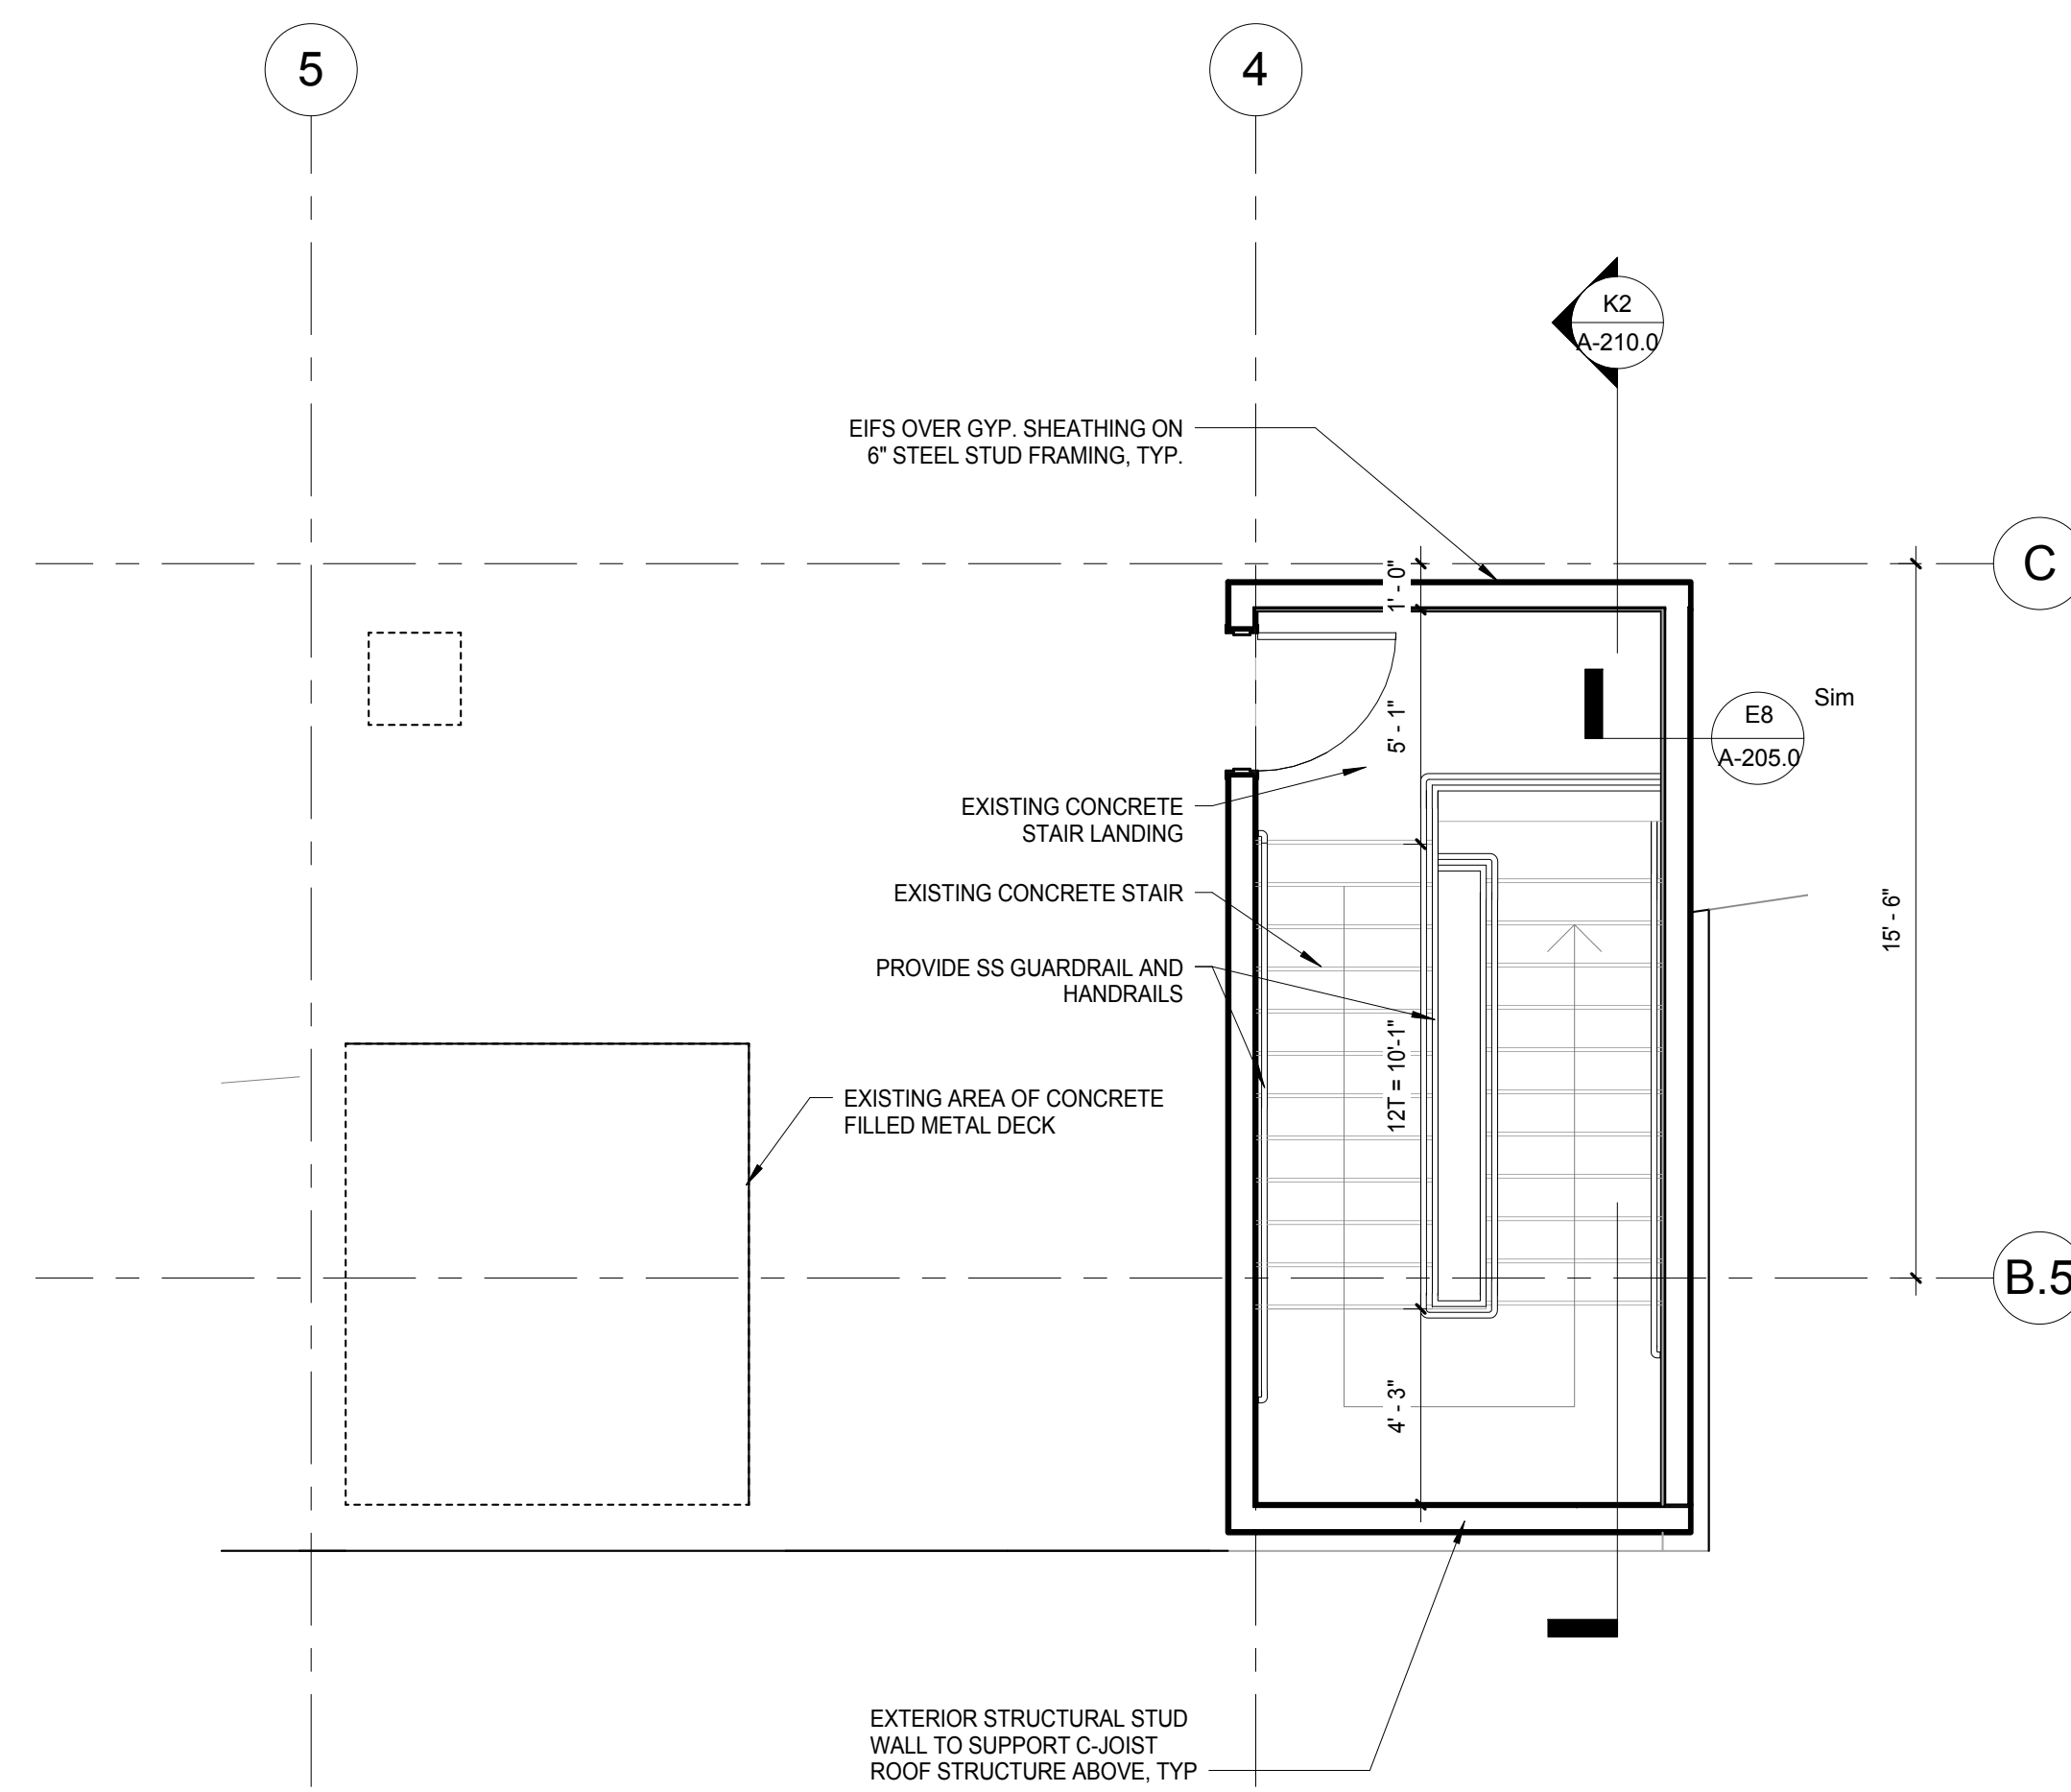 5
4
K2
A-210.0
EIFS OVER GYP. SHEATHING ON
6" STEEL STUD FRAMING, TYP.
C
1' - 0"
Sim
E8
A-205.0
5' - 1"
EXISTING CONCRETE
STAIR LANDING
EXISTING CONCRETE STAIR
15' - 6"
PROVIDE SS GUARDRAIL AND
HANDRAILS
12T = 10'-1"
EXISTING AREA OF CONCRETE
FILLED METAL DECK
B.5
4' - 3"
EXTERIOR STRUCTURAL STUD
WALL TO SUPPORT C-JOIST
ROOF STRUCTURE ABOVE, TYP